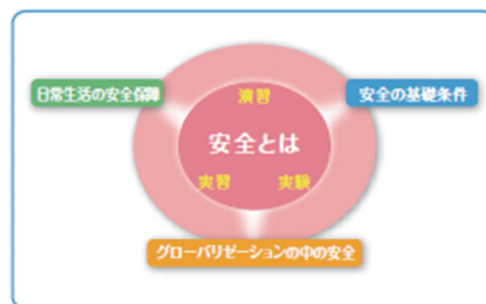 演習
日常生活の安全保障
安全の基礎条件
安全とは
実習
実験
グローバリゼーションの中の安全